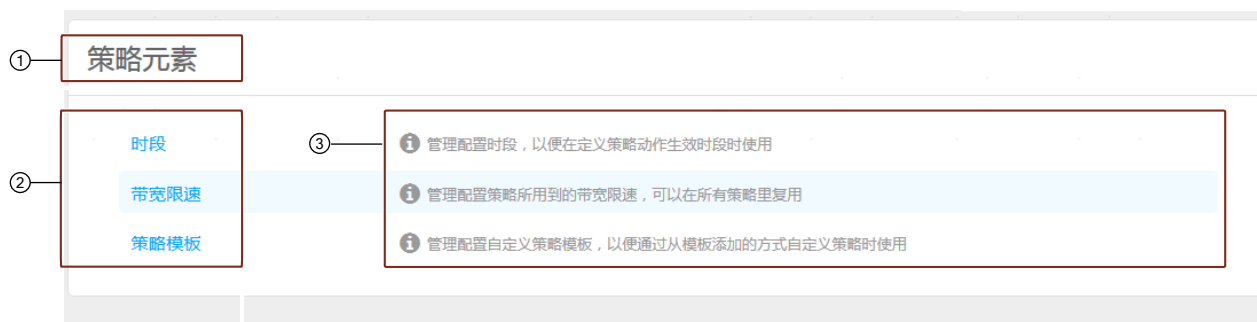 ① 策略元素
时段 ③ 管理配置时段，以便在定义策略动作生效时段时使用
② 带宽限速 管理配置策略所用到的带宽限速，可以在所有策略里复用
策略模板 管理配置自定义策略模板，以便通过从模板添加的方式自定义策略时使用